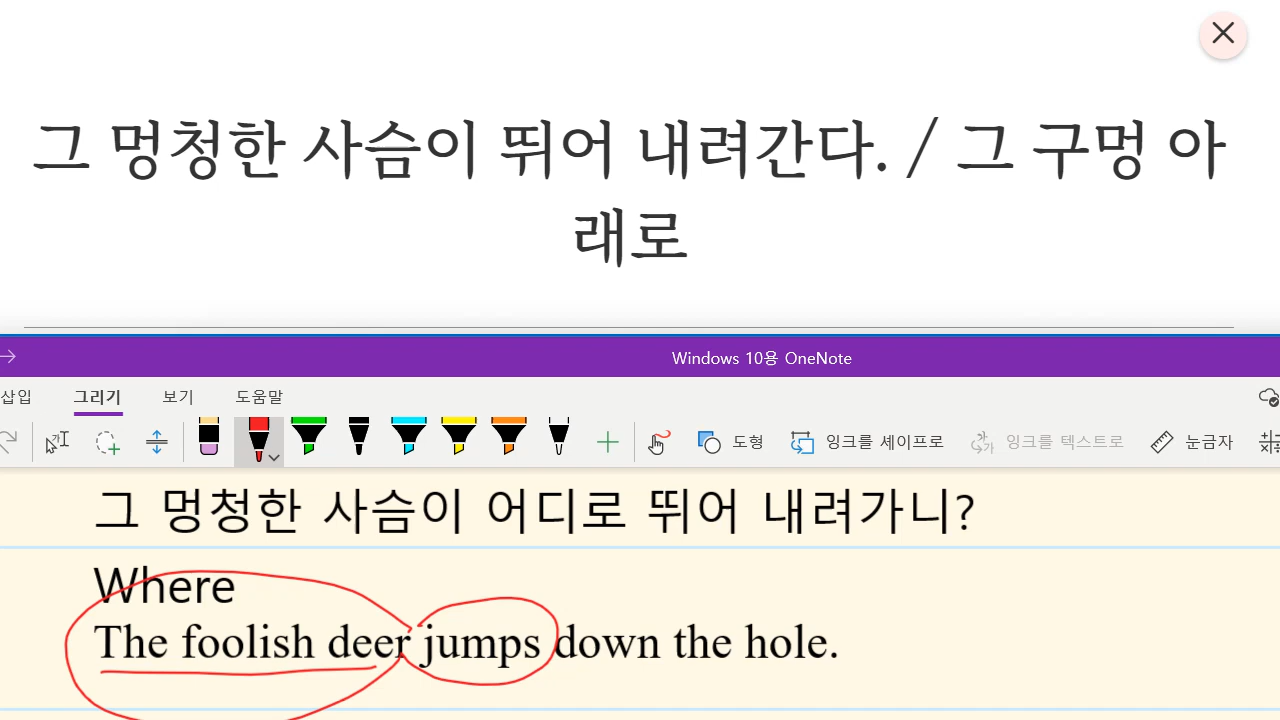 그 멍청한 사슴이 뛰어 내려간다. / 그 구멍 아
래로
Windows 10용 OneNote
삽입 그리기 보기 도움말
도형 잉크를 셰이프로 잉크를 텍스트로 눈금자
그 멍청한 사슴이 어디로 뛰어 내려가니?
Where
The foolish deer jumps down the hole.